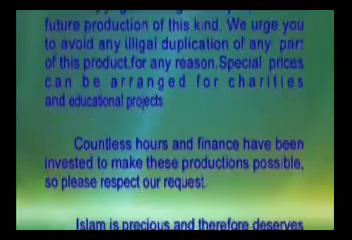 future production of this kind. We urge you
to avoid any illigal duplication of any part
of this product.for any reason.Special prices
can be arranged for charities
and educational projects
Countless hours and finance have been
invested to make these productions possible,
so please respect our request.
Islam is precious and therefore deserves